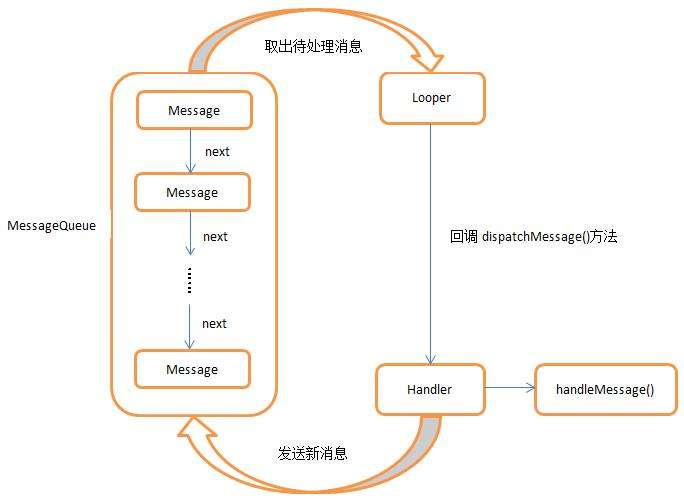 取出待处理消息
Message
Looper
next
Message
MessageQueue
next
回调 dispatchMessage()方法
next
Message
Handler
handleMessage()
发送新消息